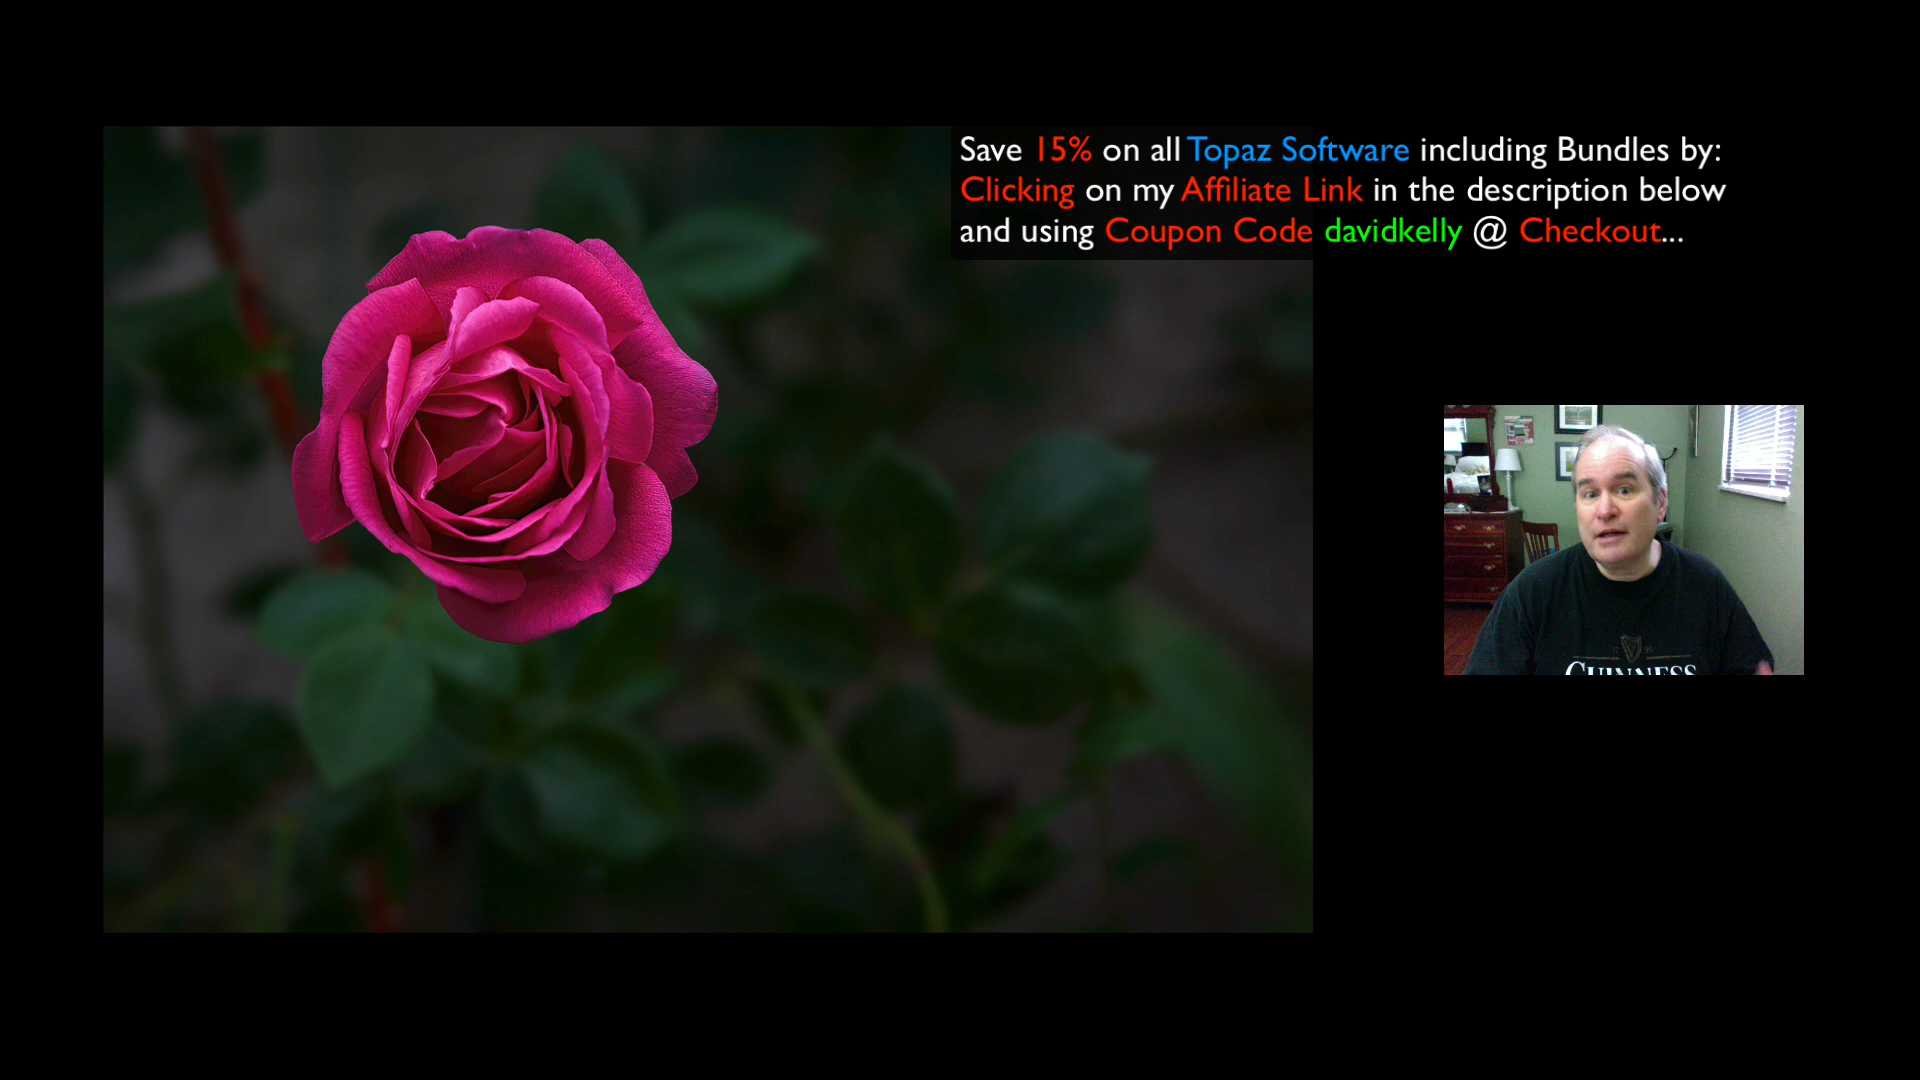 Save 15% on all Topaz Software including Bundles by:
Clicking on my Affiliate Link in the description below
and using Coupon Code davidkelly @ Checkout...
GUINNESS